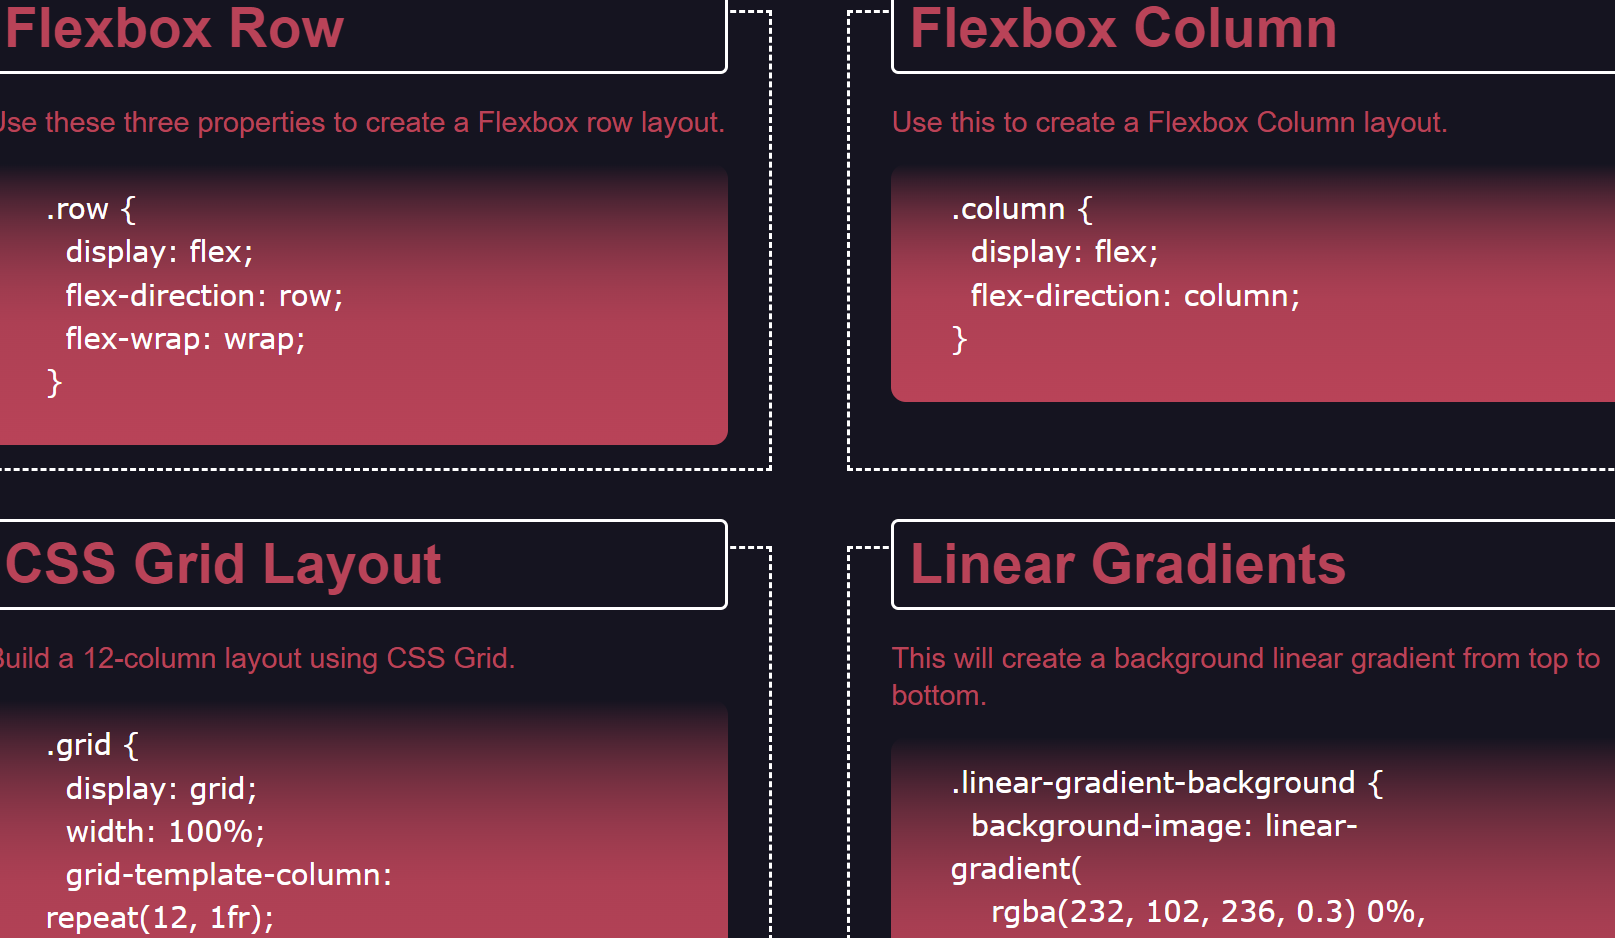 Flexbox Row
Use these three properties to create a Flexbox row layout.
.row {
display: flex;
flex-direction: row;
flex-wrap: wrap;
}
Flexbox Column
Use this to create a Flexbox Column layout.
.column {
display: flex;
flex-direction: column;
}
CSS Grid Layout
Build a 12-column layout using CSS Grid.
.grid {
display: grid;
width: 100%;
grid-template-column:
repeat(12, 1fr);
Linear Gradients
This will create a background linear gradient from top to
bottom.
.linear-gradient-background {
background-image: linear-
gradient(
rgba(232, 102, 236, 0.3) 0%,